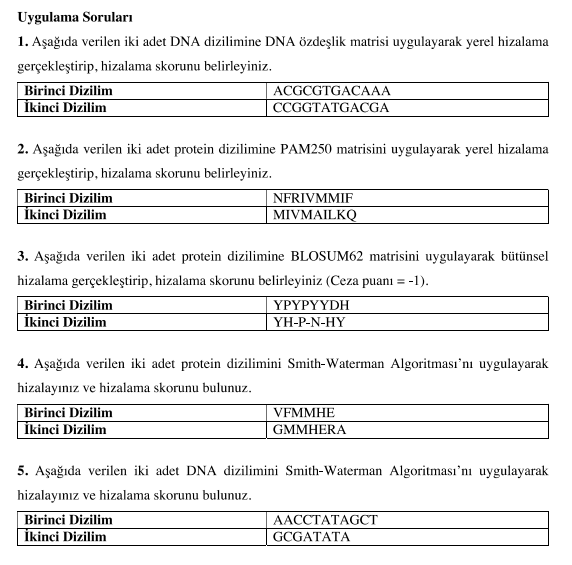 Uygulama Soruları
1. Aşağıda verilen iki adet DNA dizilimine DNA özdeşlik matrisi uygulayarak yerel hizalama
gerçekleştirip, hizalama skorunu belirleyiniz.
Birinci Dizilim ACGCGTGACAAA
İkinci Dizilim CCGGTATGACGA
2. Aşağıda verilen iki adet protein dizilimine PAM250 matrisini uygulayarak yerel hizalama
gerçekleştirip, hizalama skorunu belirleyiniz.
Birinci Dizilim NFRIVMMIF
İkinci Dizilim MIVMAILKQ
3. Aşağıda verilen iki adet protein dizilimine BLOSUM62 matrisini uygulayarak bütünsel
hizalama gerçekleştirip, hizalama skorunu belirleyiniz (Ceza puanı = -1).
Birinci Dizilim YPYPYYDH
İkinci Dizilim YH-P-N-HY
4. Aşağıda verilen iki adet protein dizilimini Smith-Waterman Algoritması’nı uygulayarak
hizalayınız ve hizalama skorunu bulunuz.
Birinci Dizilim VFMMHE
İkinci Dizilim GMMHERA
5. Aşağıda verilen iki adet DNA dizilimini Smith-Waterman Algoritması’nı uygulayarak
hizalayınız ve hizalama skorunu bulunuz.
Birinci Dizilim AACCTATAGCT
İkinci Dizilim GCGATATA